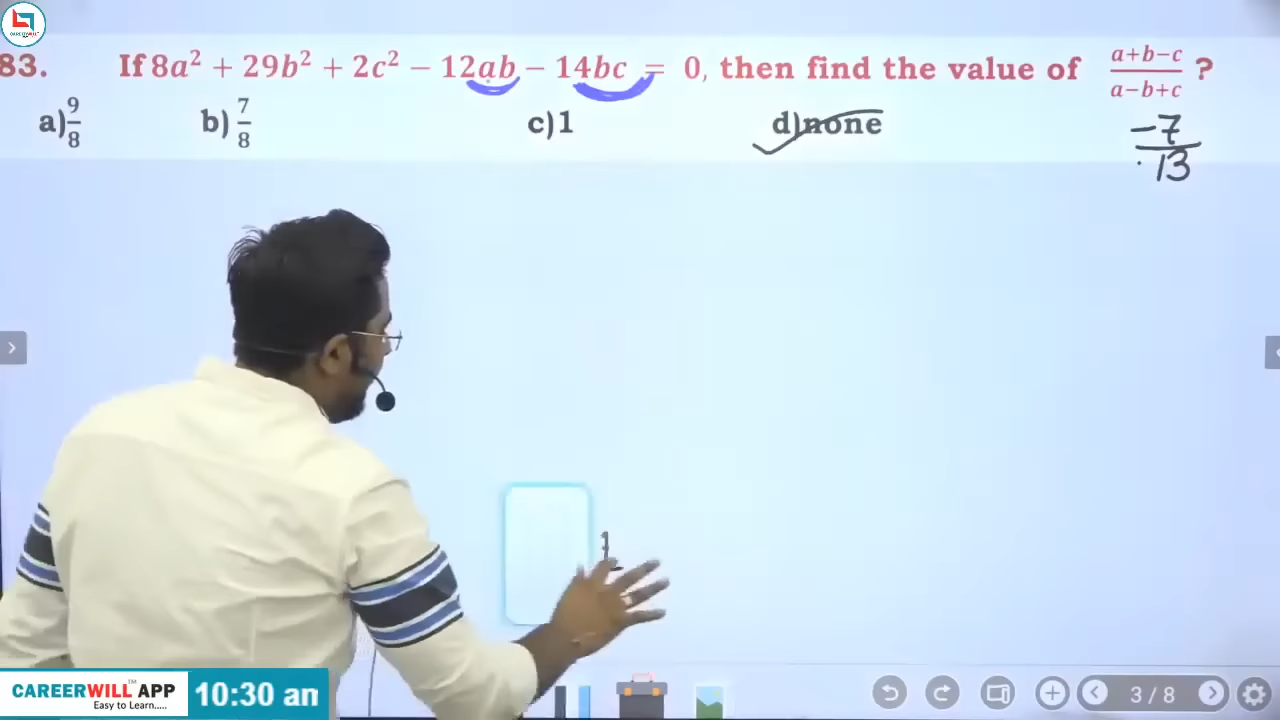 CAREERWILL
83. If 8a² + 29b² + 2c² − 12ab − 14bc = 0, then find the value of (a+b−c)/(a−b+c) ?
a) 9/8 b) 7/8 c) 1 d) none
−7/13
CAREERWILL™ APP
Easy to Learn.....
10:30 an
3 / 8